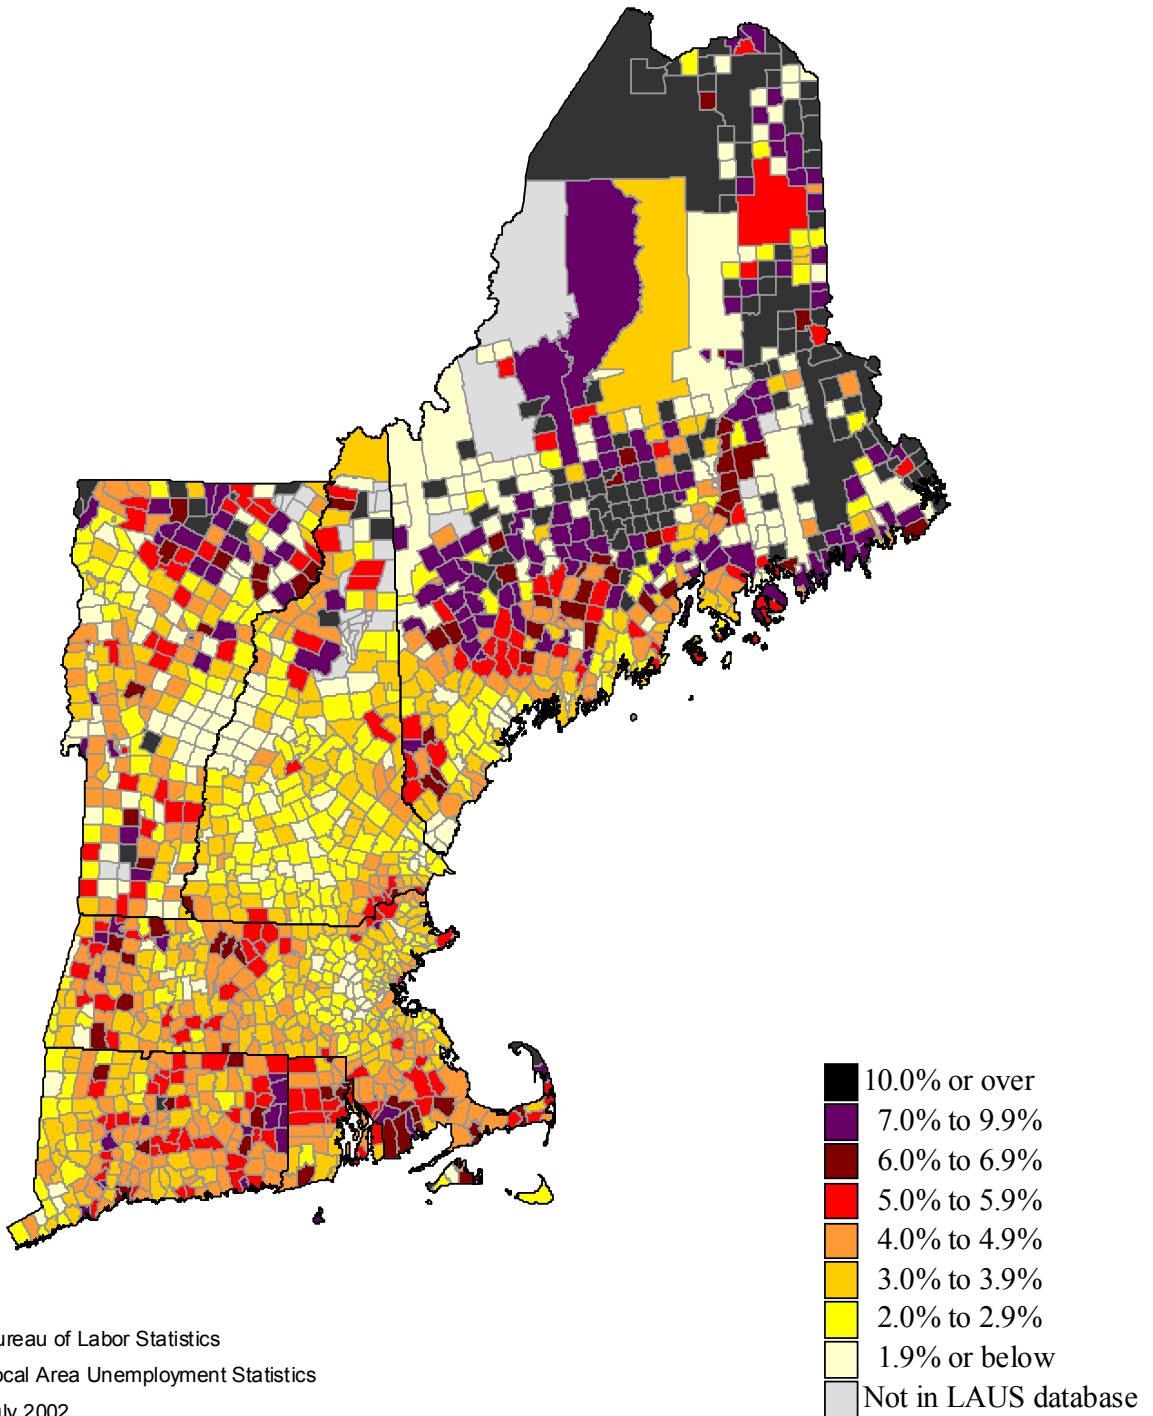 10.0% or over
7.0% to 9.9%
6.0% to 6.9%
5.0% to 5.9%
4.0% to 4.9%
3.0% to 3.9%
2.0% to 2.9%
1.9% or below
Not in LAUS database
ureau of Labor Statistics
ocal Area Unemployment Statistics
uly 2002